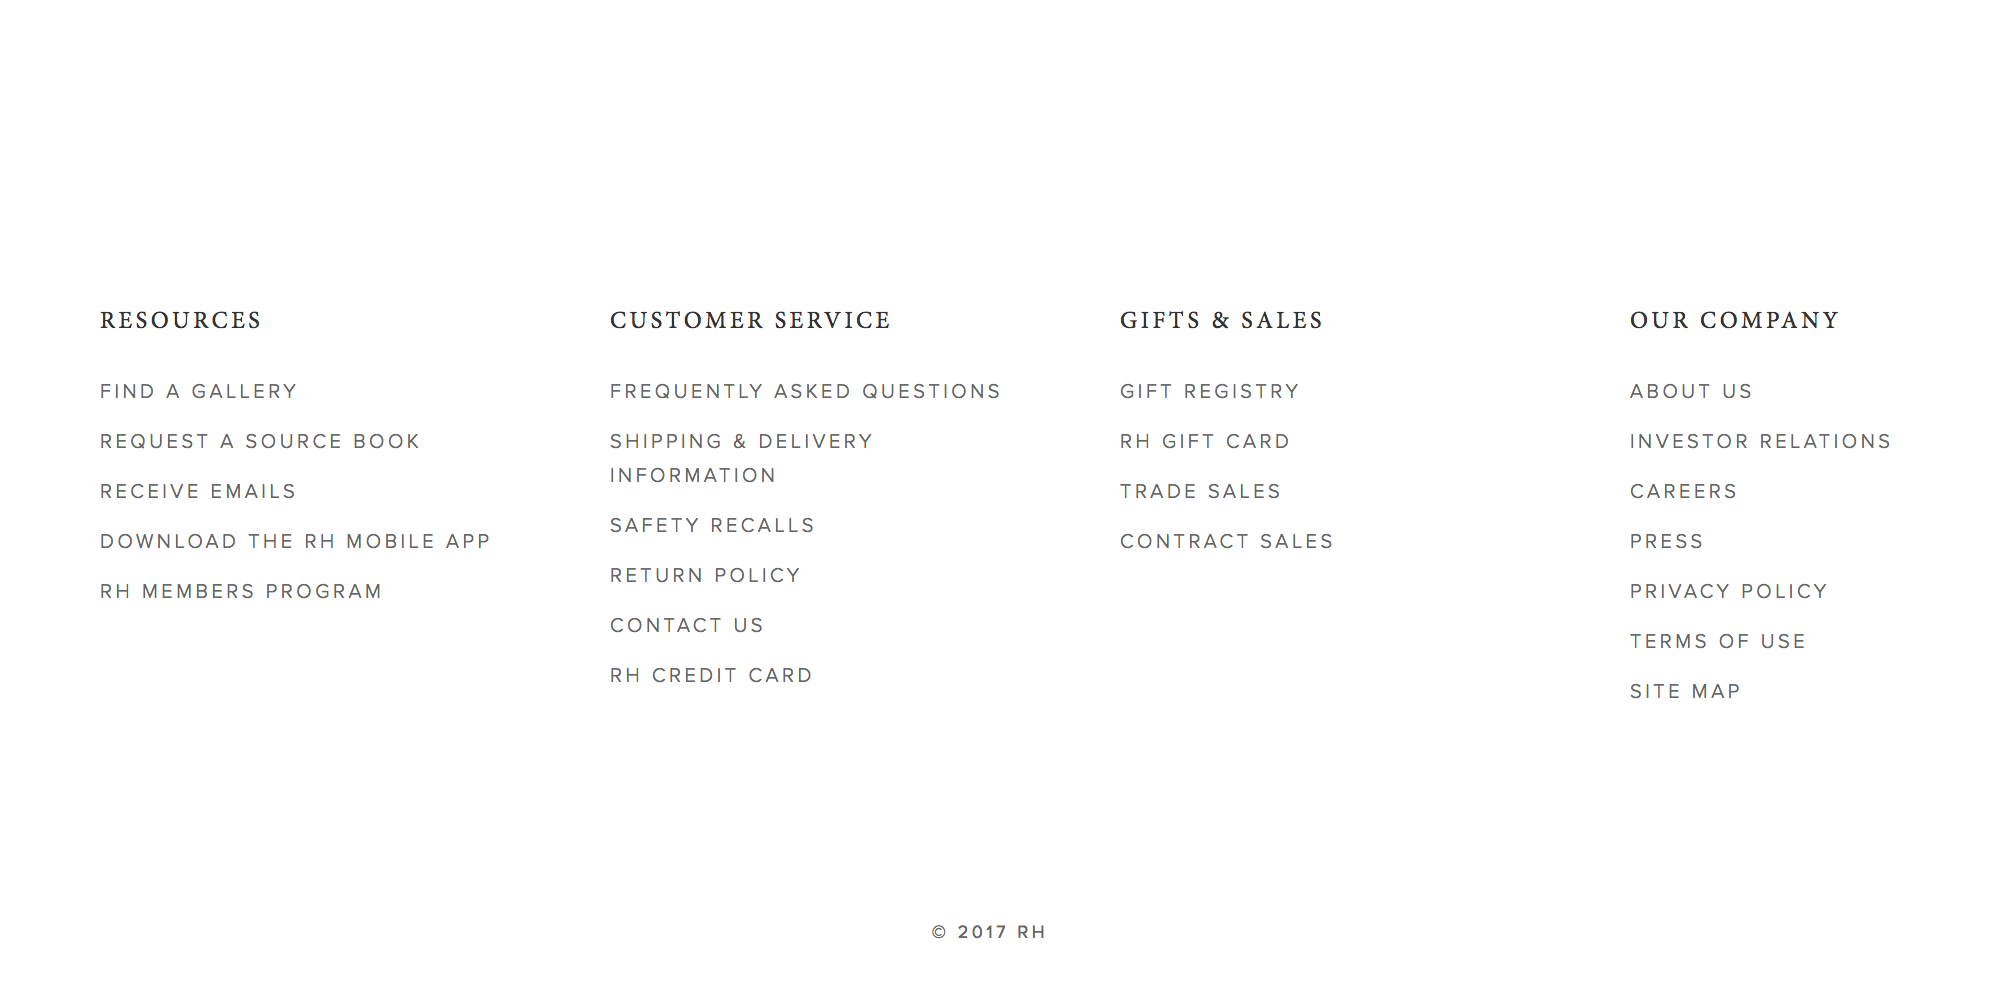 RESOURCES
FIND A GALLERY
REQUEST A SOURCE BOOK
RECEIVE EMAILS
DOWNLOAD THE RH MOBILE APP
RH MEMBERS PROGRAM
CUSTOMER SERVICE
FREQUENTLY ASKED QUESTIONS
SHIPPING & DELIVERY
INFORMATION
SAFETY RECALLS
RETURN POLICY
CONTACT US
RH CREDIT CARD
GIFTS & SALES
GIFT REGISTRY
RH GIFT CARD
TRADE SALES
CONTRACT SALES
OUR COMPANY
ABOUT US
INVESTOR RELATIONS
CAREERS
PRESS
PRIVACY POLICY
TERMS OF USE
SITE MAP
© 2017 RH